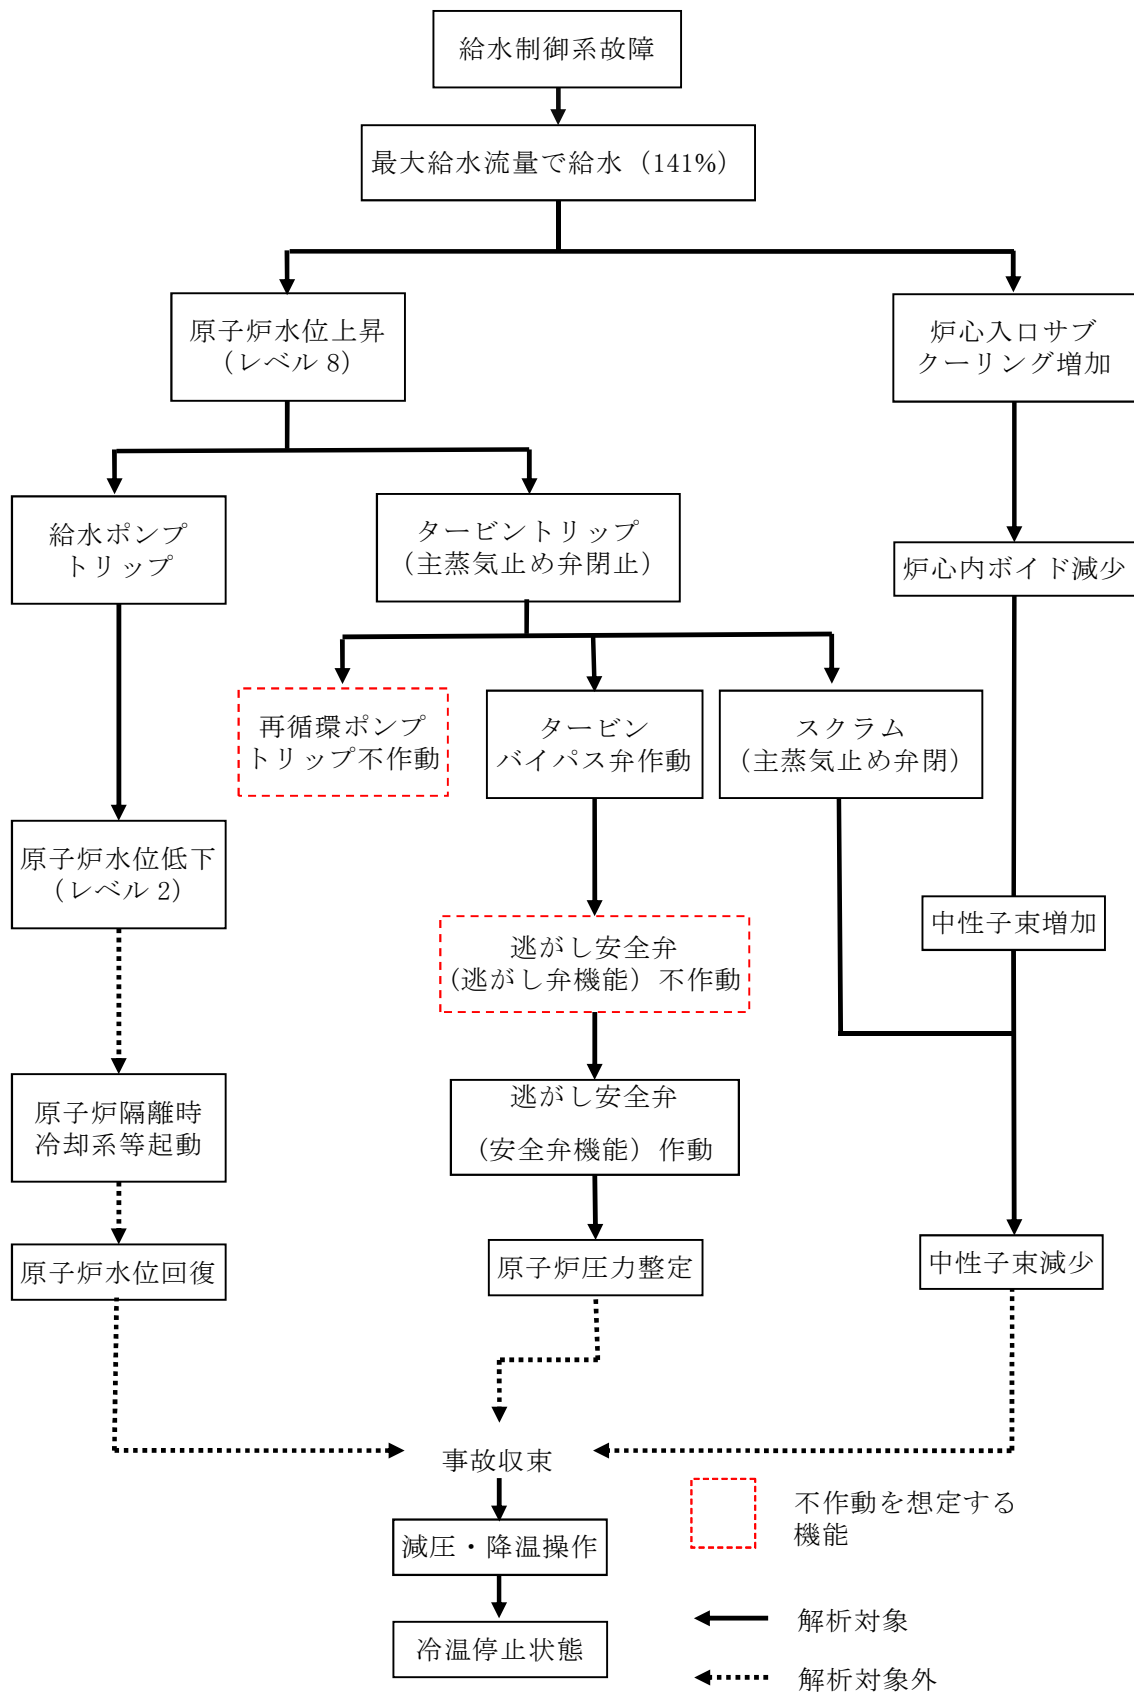 給水制御系故障
最大給水流量で給水（141%）
原子炉水位上昇
（レベル 8）
炉心入口サブ
クーリング増加
給水ポンプ
トリップ
タービントリップ
（主蒸気止め弁閉止）
炉心内ボイド減少
再循環ポンプ
トリップ不作動
タービン
バイパス弁作動
スクラム
（主蒸気止め弁閉）
原子炉水位低下
（レベル 2）
中性子束増加
逃がし安全弁
（逃がし弁機能）不作動
原子炉隔離時
冷却系等起動
逃がし安全弁
（安全弁機能）作動
原子炉水位回復
原子炉圧力整定
中性子束減少
事故収束
減圧・降温操作
冷温停止状態
不作動を想定する
機能
解析対象
解析対象外